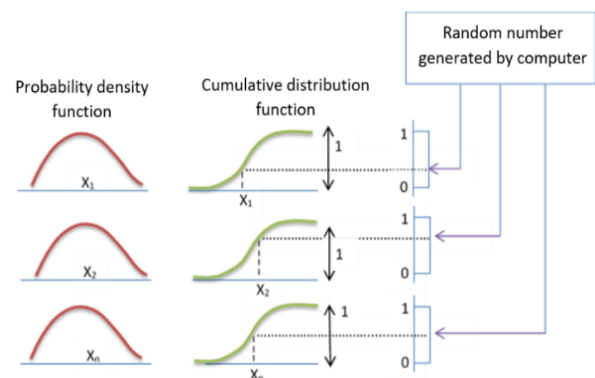 Random number
generated by computer
Probability density
function
Cumulative distribution
function
X₁
1
X₁
1
0
X₂
1
X₂
1
0
Xₙ
1
Xₙ
1
0